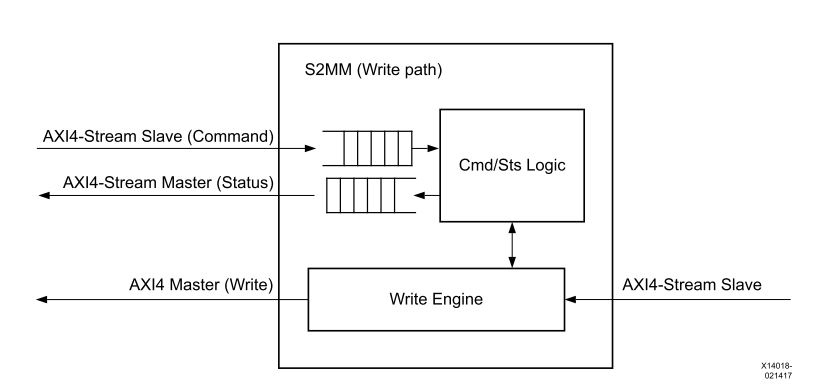 S2MM (Write path)
AXI4-Stream Slave (Command)
Cmd/Sts Logic
AXI4-Stream Master (Status)
AXI4 Master (Write)
Write Engine
AXI4-Stream Slave
X14018-
021417